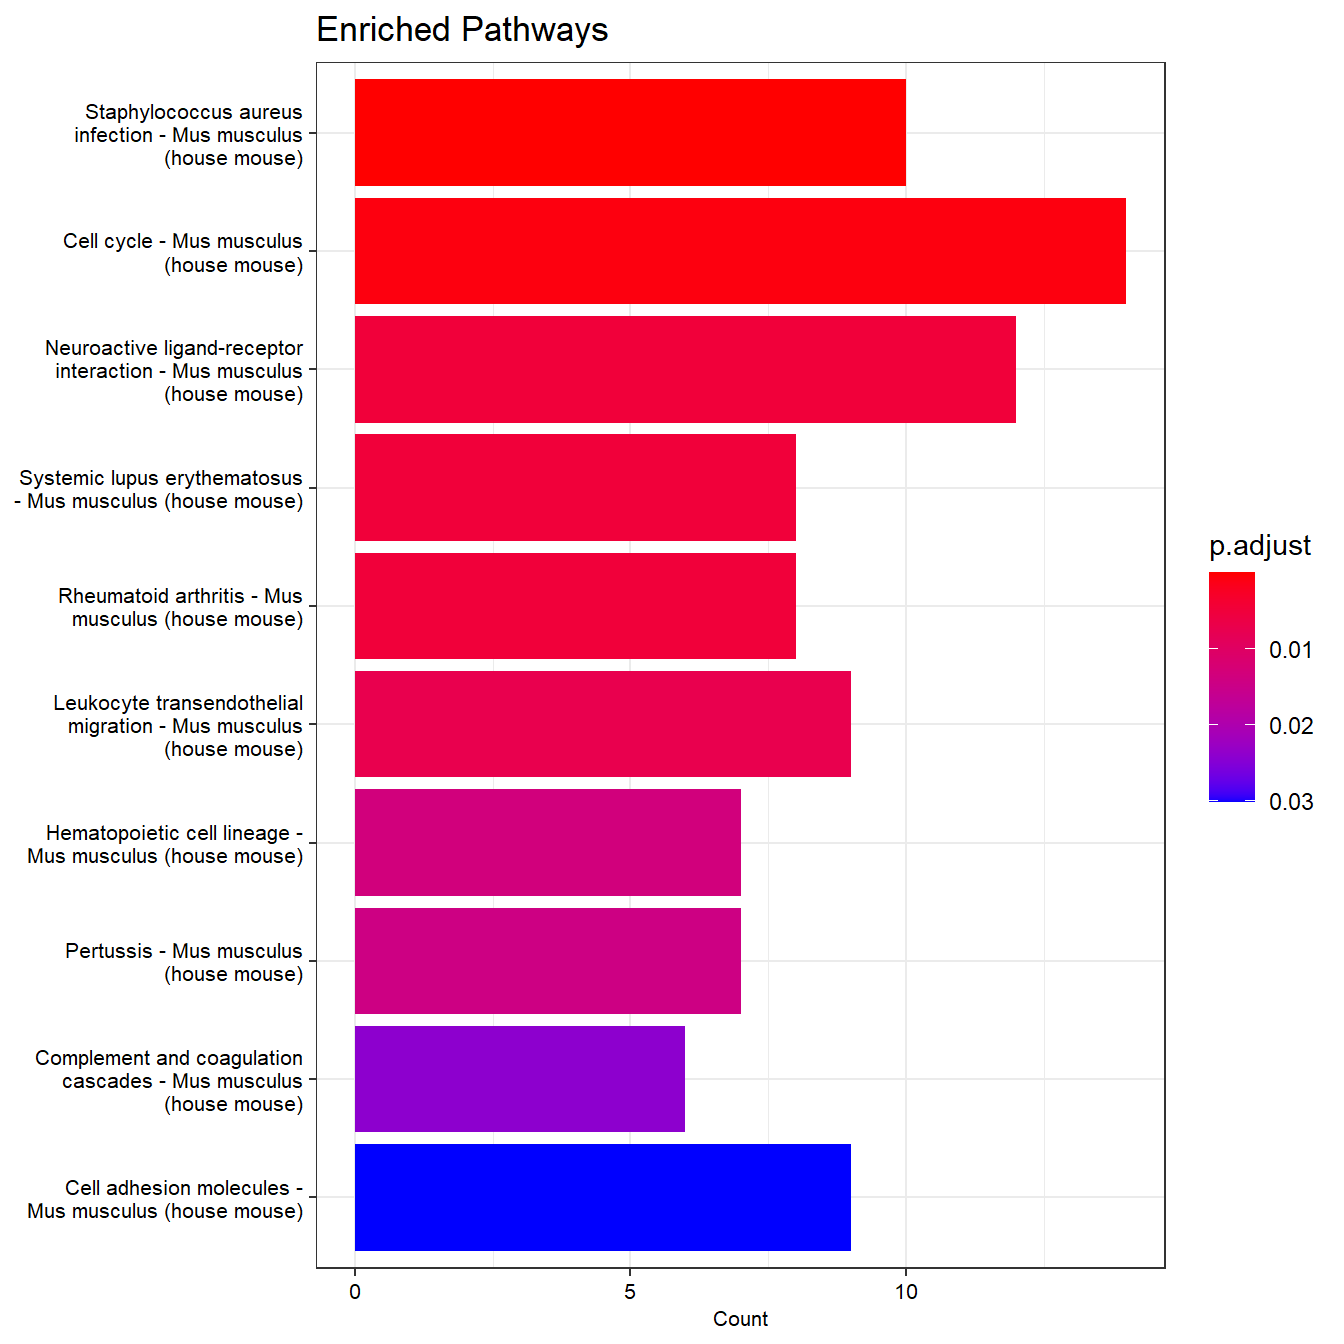 Enriched Pathways
Staphylococcus aureus
infection - Mus musculus
(house mouse)
Cell cycle - Mus musculus
(house mouse)
Neuroactive ligand-receptor
interaction - Mus musculus
(house mouse)
Systemic lupus erythematosus
- Mus musculus (house mouse)
Rheumatoid arthritis - Mus
musculus (house mouse)
Leukocyte transendothelial
migration - Mus musculus
(house mouse)
Hematopoietic cell lineage -
Mus musculus (house mouse)
Pertussis - Mus musculus
(house mouse)
Complement and coagulation
cascades - Mus musculus
(house mouse)
Cell adhesion molecules -
Mus musculus (house mouse)
0
5
10
Count
p.adjust
0.01
0.02
0.03